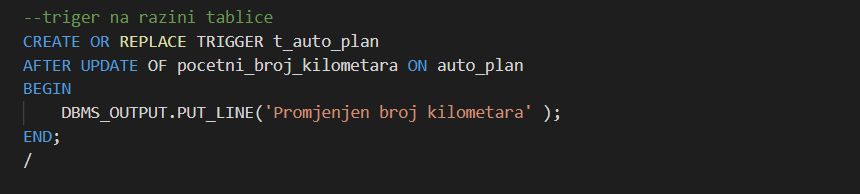 --triger na razini tablice
CREATE OR REPLACE TRIGGER t_auto_plan
AFTER UPDATE OF pocetni_broj_kilometara ON auto_plan
BEGIN
    DBMS_OUTPUT.PUT_LINE('Promjenjen broj kilometara' );
END;
/